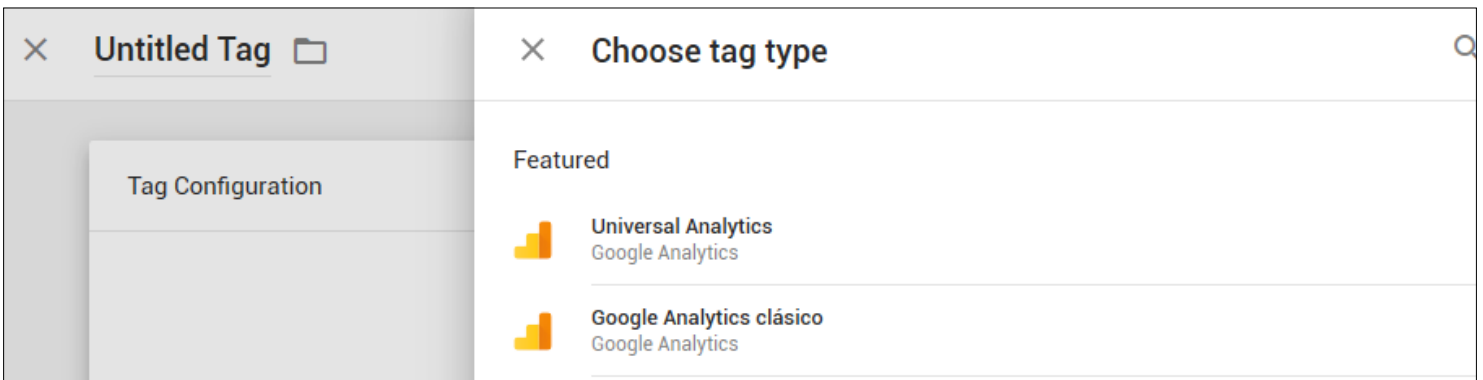 Untitled Tag
Choose tag type
Tag Configuration
Featured
Universal Analytics
Google Analytics
Google Analytics clásico
Google Analytics